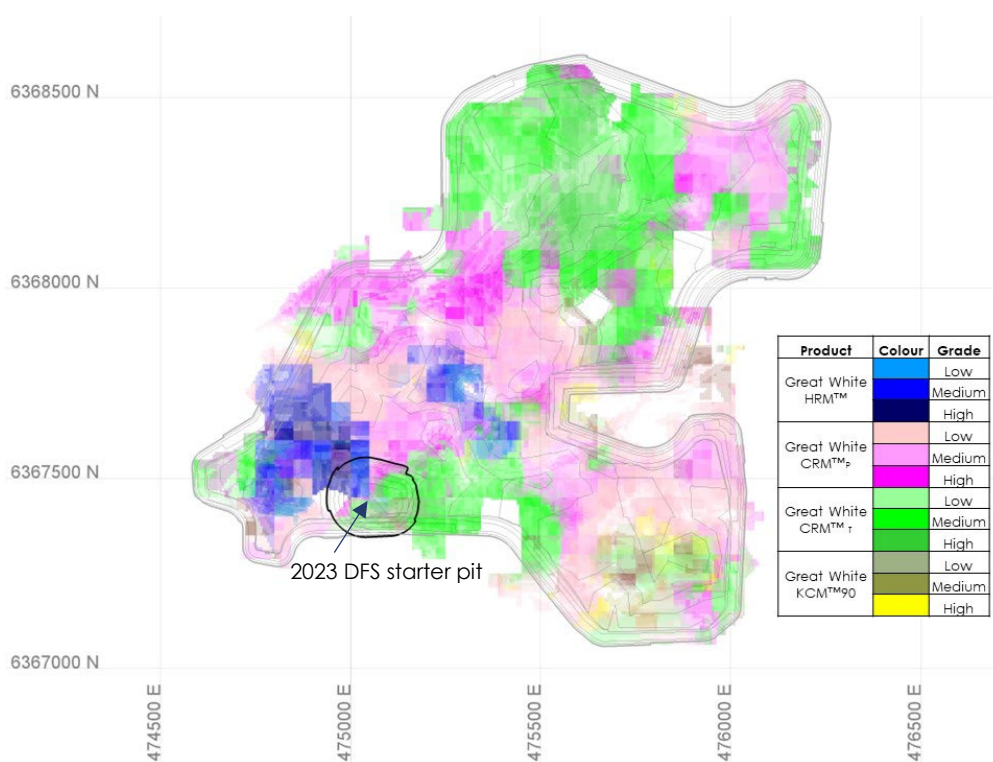 6368500 N
6368000 N
6367500 N
6367000 N
2023 DFS starter pit
Product Colour Grade
Great White
HRM™
Low
Medium
High
Great White
CRM™P
Low
Medium
High
Great White
CRM™ T
Low
Medium
High
Great White
KCM™90
Low
Medium
High
474500 E
475000 E
475500 E
476000 E
476500 E